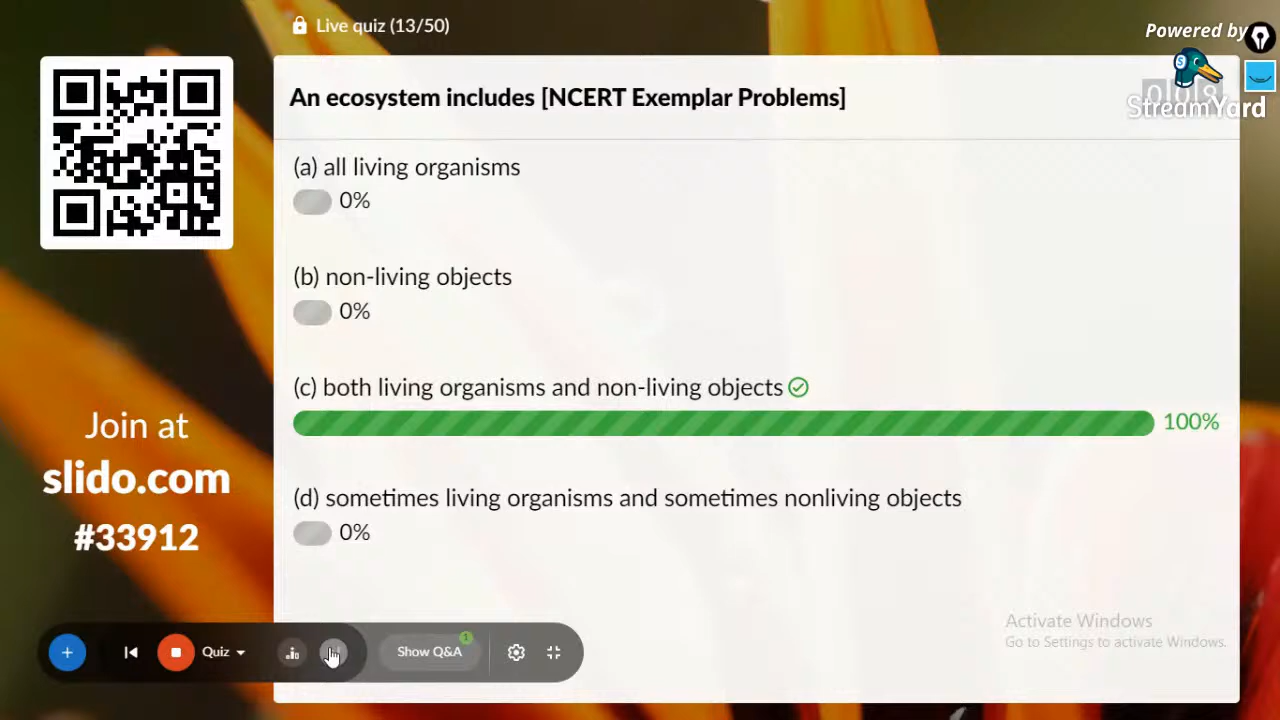 Live quiz (13/50)
Powered by
StreamYard
An ecosystem includes [NCERT Exemplar Problems]
(a) all living organisms
0%
(b) non-living objects
0%
(c) both living organisms and non-living objects
100%
(d) sometimes living organisms and sometimes nonliving objects
0%
Join at
slido.com
#33912
Activate Windows
Go to Settings to activate Windows.
Quiz
Show Q&A
1